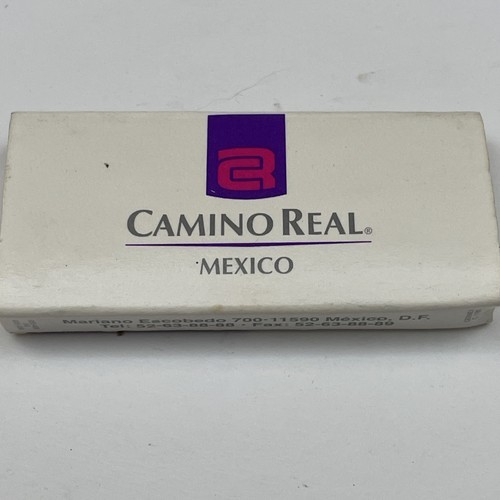 CAMINO REAL®
MEXICO
Mariano Escobedo 700-11590 México, D.F.
Tel: 52-63-88-88 · Fax: 52-63-88-89